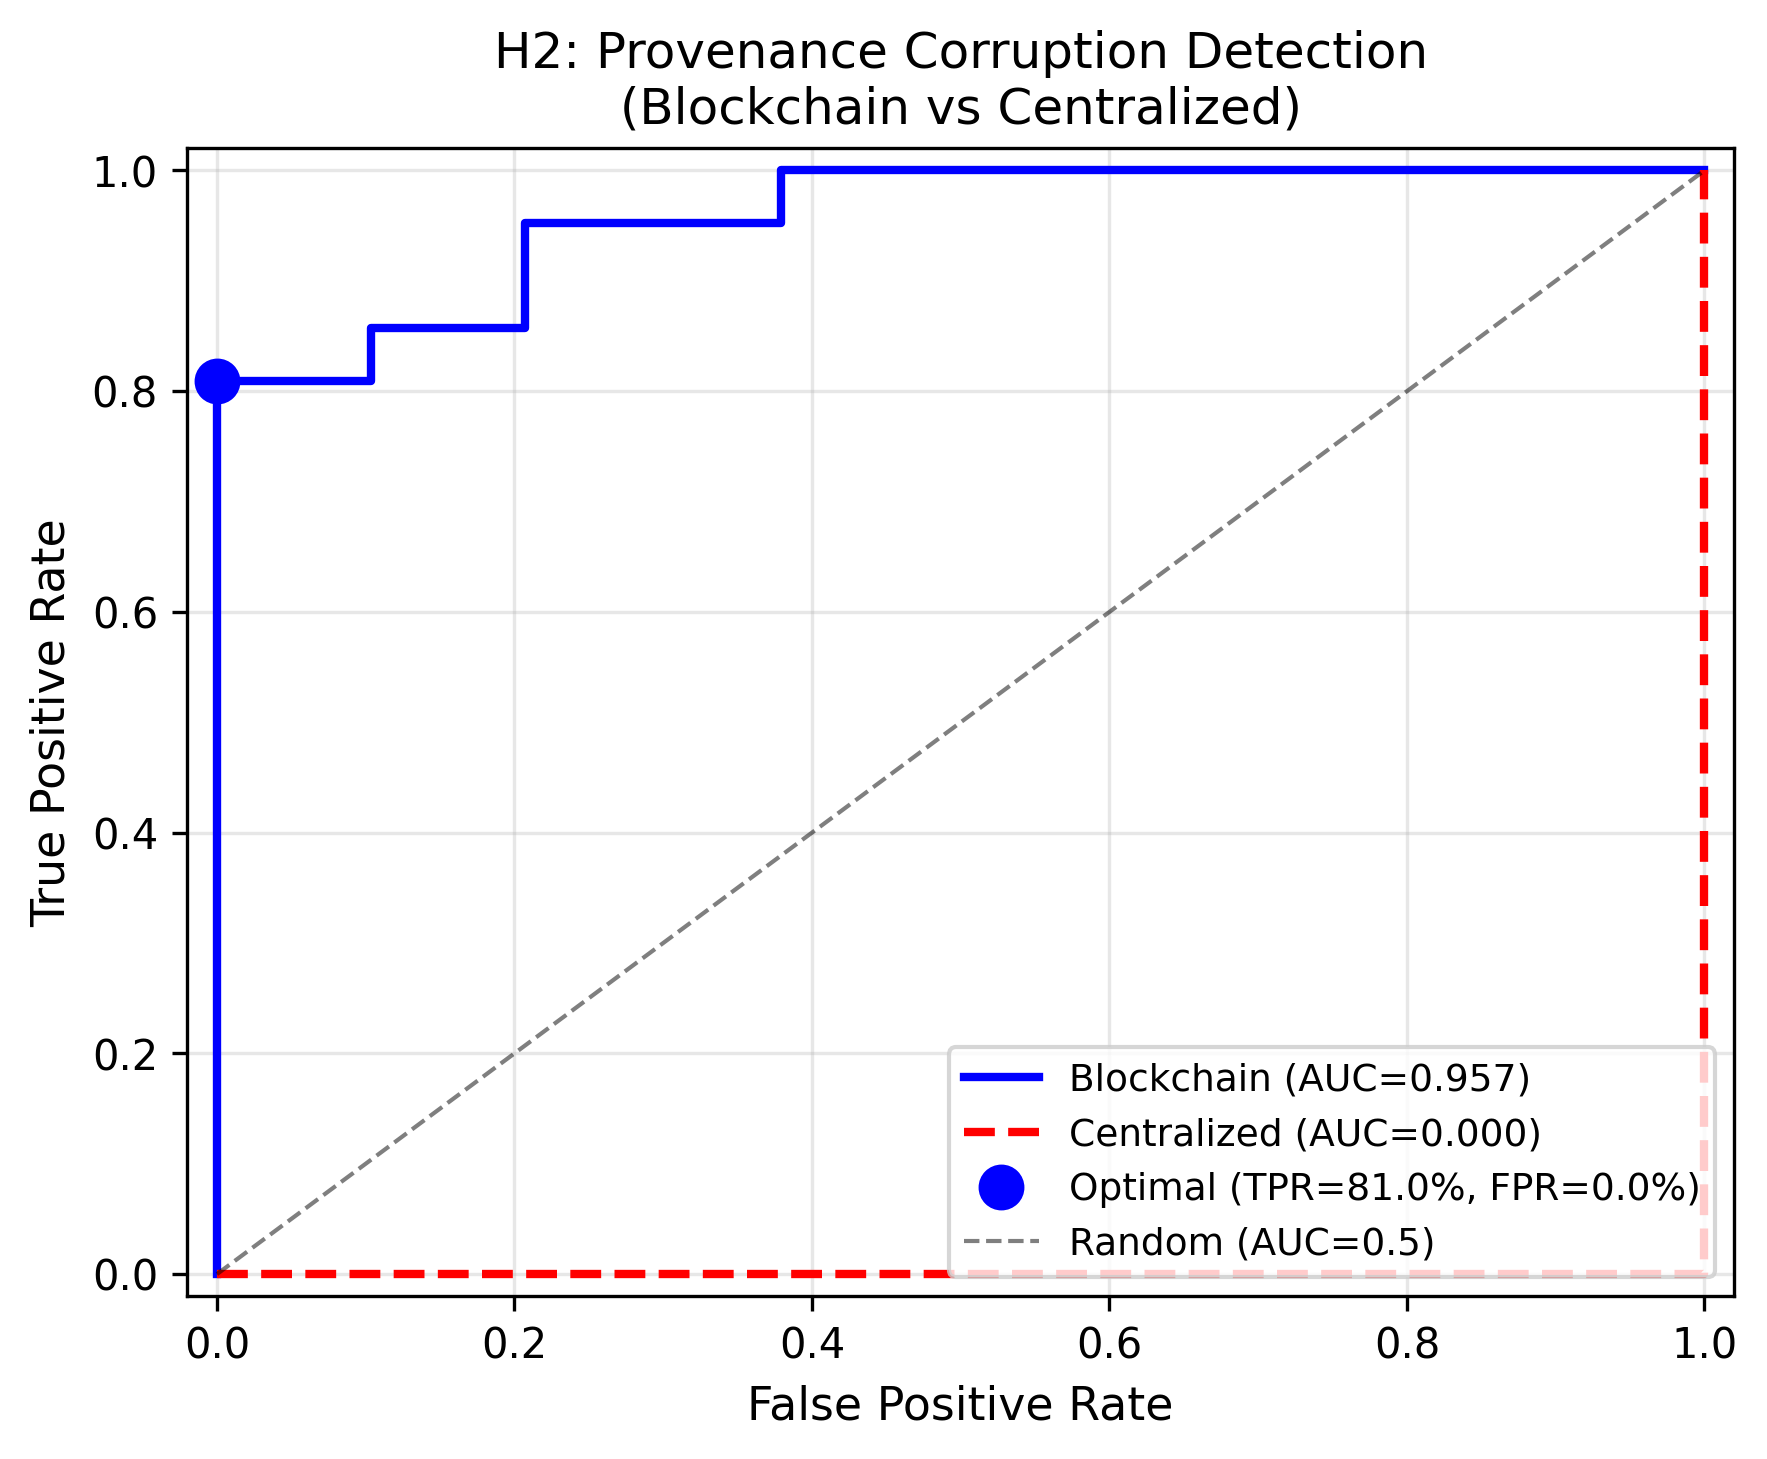 H2: Provenance Corruption Detection
(Blockchain vs Centralized)
1.0
0.8
0.6
0.4
0.2
0.0
True Positive Rate
Blockchain (AUC=0.957)
Centralized (AUC=0.000)
Optimal (TPR=81.0%, FPR=0.0%)
Random (AUC=0.5)
0.0 0.2 0.4 0.6 0.8 1.0
False Positive Rate